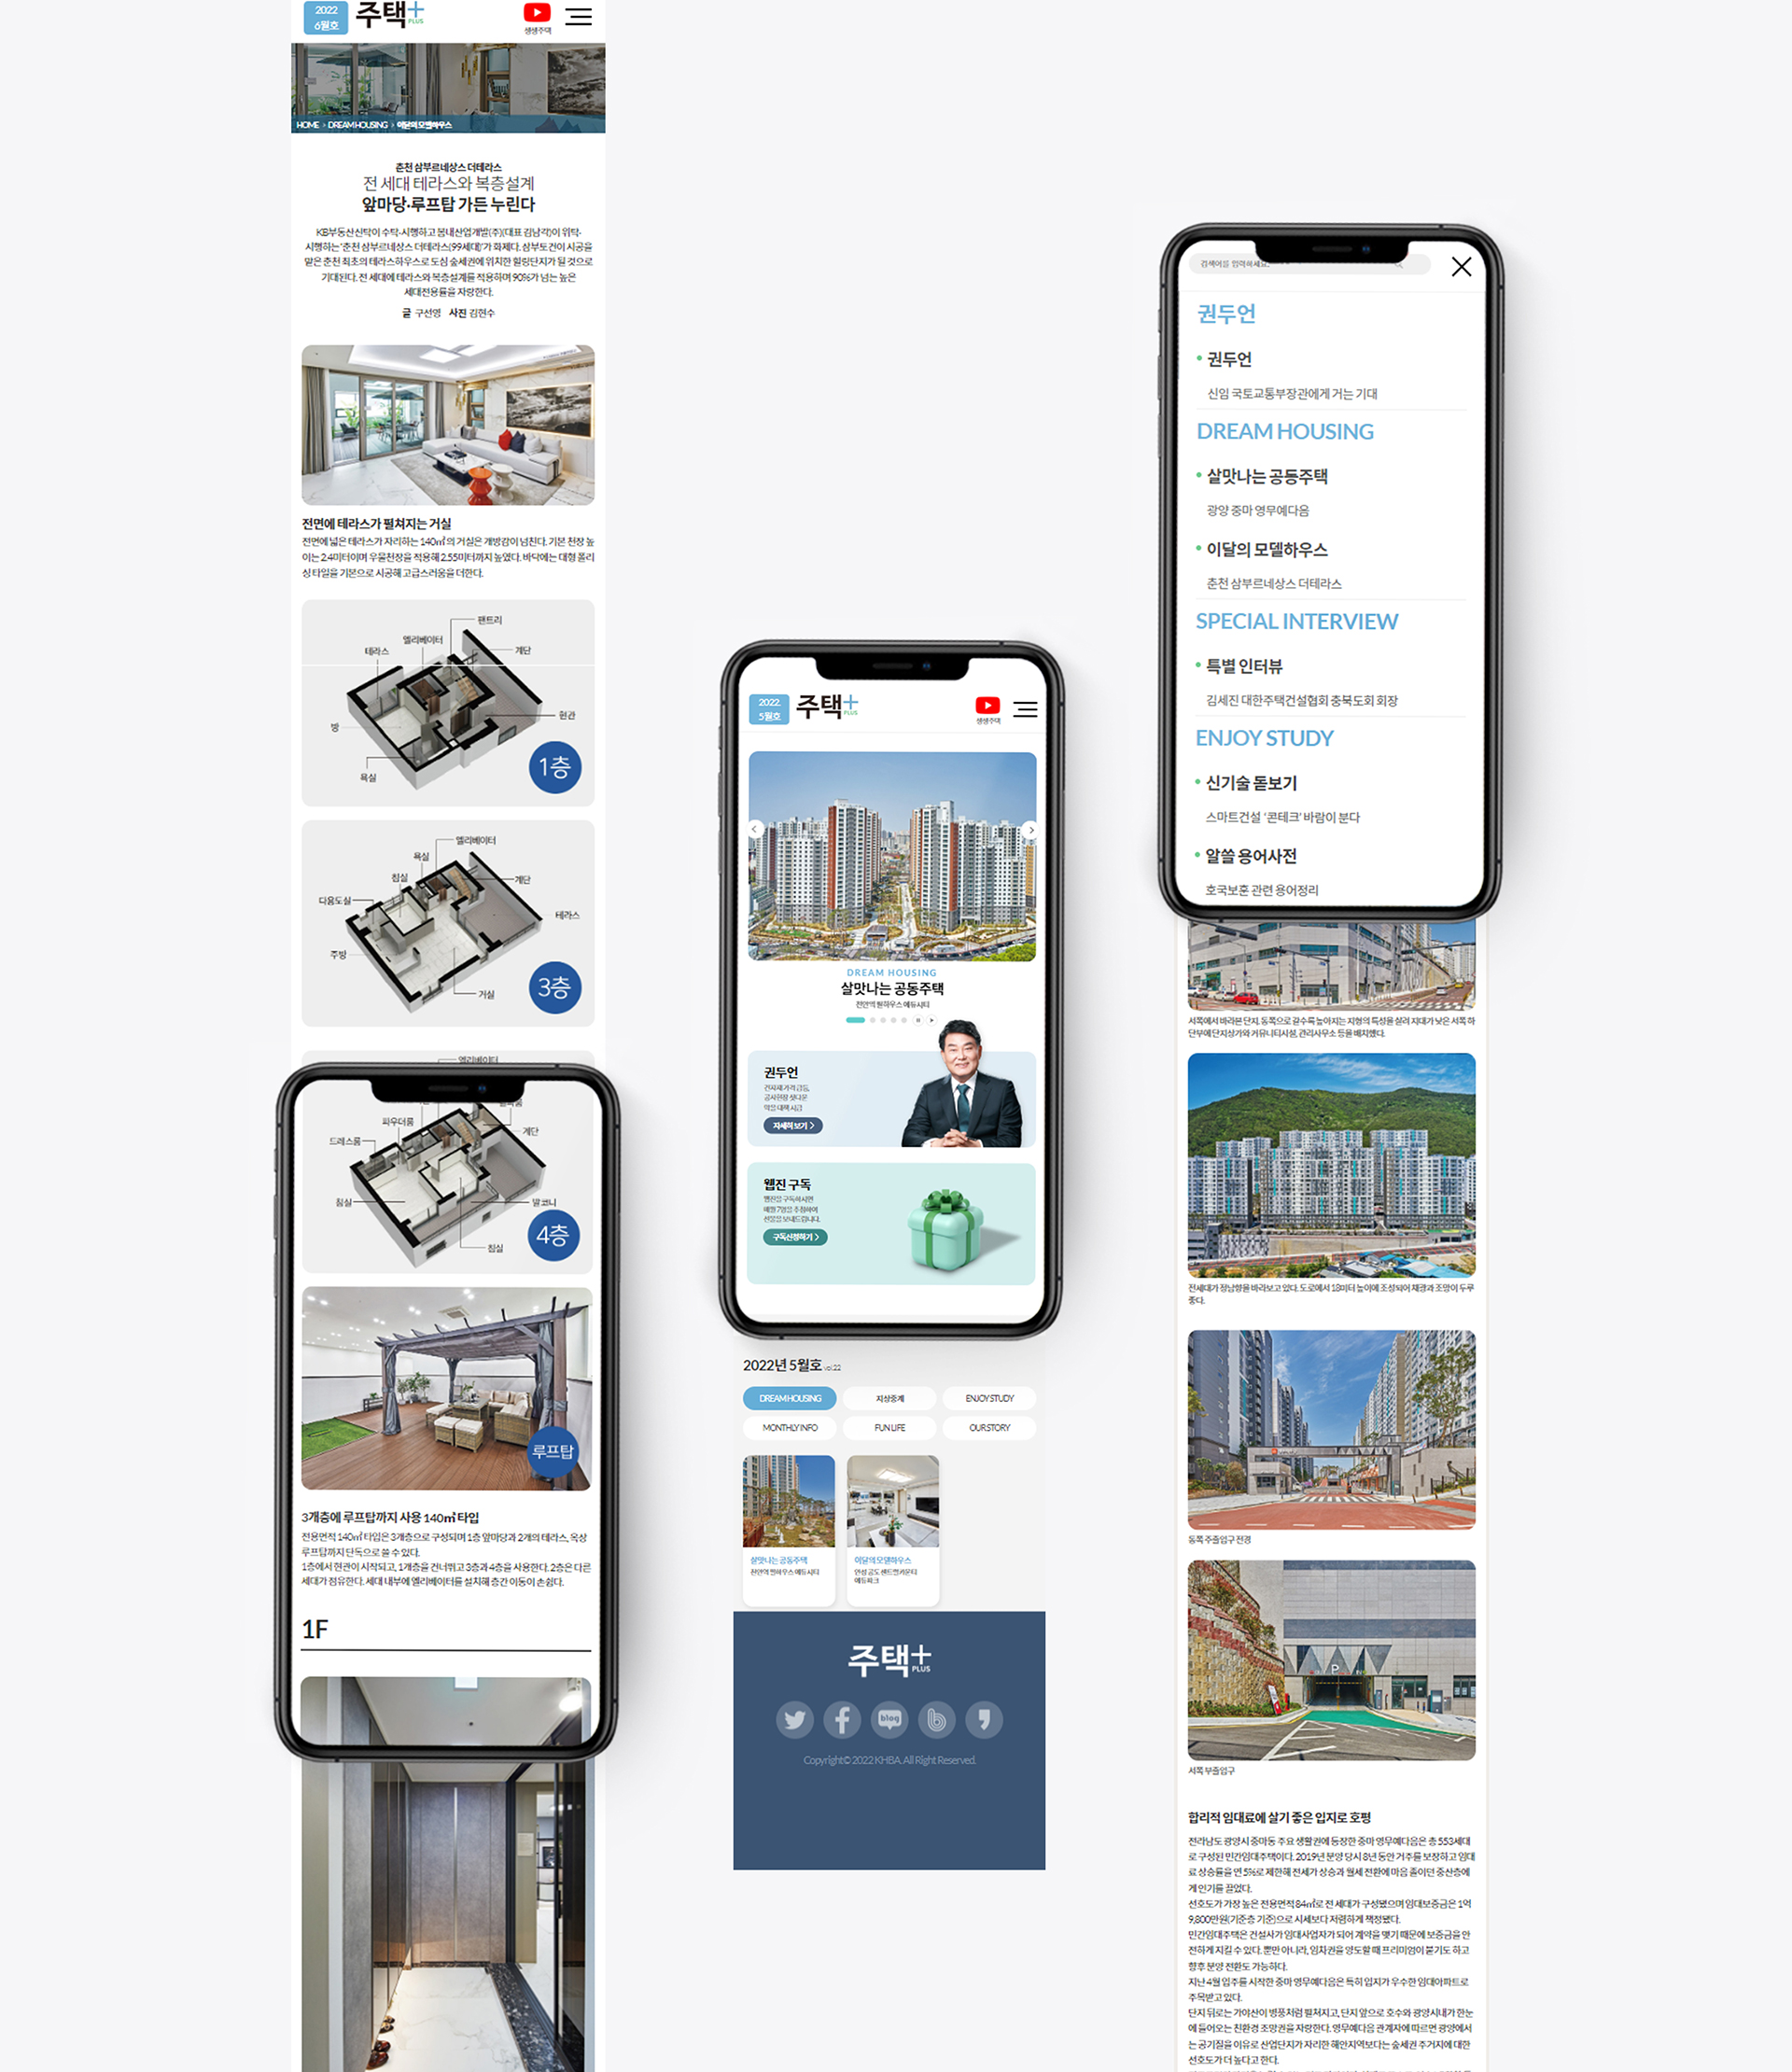 2022
6월호
주택+
PLUS
생생주택
HOME > DREAM HOUSING > 이달의 모델하우스
춘천 삼부르네상스 더테라스
전 세대 테라스와 복층설계
앞마당·루프탑 가든 누린다
KB부동산신탁이 수탁·시행하고 봄내산업개발(주)(대표 김남각)이 위탁·
시행하는 '춘천 삼부르네상스 더테라스(99세대)'가 화제다. 삼부토건이 시공을
맡은 춘천 최초의 테라스하우스로 도심 숲세권에 위치한 힐링단지가 될 것으로
기대된다. 전 세대에 테라스와 복층설계를 적용하며 90%가 넘는 높은
세대전용률을 자랑한다.
글 구선영 사진 김현수
전면에 테라스가 펼쳐지는 거실
전면에 넓은 테라스가 자리하는 140㎡의 거실은 개방감이 넘친다. 기본 천장 높
이는 2.4미터이며 우물천장을 적용해 2.55미터까지 높였다. 바닥에는 대형 폴리
싱 타일을 기본으로 시공해 고급스러움을 더한다.
팬트리
엘리베이터
테라스
계단
현관
방
욕실
1층
엘리베이터
욕실
침실
계단
다용도실
테라스
주방
거실
3층
엘리베이터
파우더룸
드레스룸
계단
침실
발코니
침실
4층
루프탑
3개층에 루프탑까지 사용 140㎡타입
전용면적 140㎡타입은 3개층으로 구성되며 1층 앞마당과 2개의 테라스, 옥상
루프탑까지 단독으로 쓸 수 있다.
1층에서 현관이 시작되고, 1개층을 건너뛰고 3층과 4층을 사용한다. 2층은 다른
세대가 점유한다. 세대 내부에 엘리베이터를 설치해 층간 이동이 손쉽다.
1F
2022
5월호
주택+
PLUS
생생주택
DREAM HOUSING
살맛나는 공동주택
천안의 원하우스 에듀시티
권두언
건자재 가격 급등,
공사현장 셧다운
막을 대책 시급
자세히 보기 >
웹진 구독
웹진을 구독하시면
매월 7명을 추첨하여
선물을 보내드립니다.
구독신청하기 >
2022년 5월호 vol.22
DREAM HOUSING
지상중계
ENJOY STUDY
MONTHLY INFO
FUN LIFE
OUR STORY
살맛나는 공동주택
이달의 모델하우스
에듀파크
주택+
PLUS
blog
Copyright© 2022 KHBA. All Right Reserved.
검색어를 입력하세요.
권두언
• 권두언
신임 국토교통부장관에게 거는 기대
DREAM HOUSING
• 살맛나는 공동주택
광양 중마 영무예다음
• 이달의 모델하우스
춘천 삼부르네상스 더테라스
SPECIAL INTERVIEW
• 특별 인터뷰
김세진 대한주택건설협회 충북도회 회장
ENJOY STUDY
• 신기술 돋보기
스마트건설 '콘테크' 바람이 분다
• 알쓸 용어사전
호국보훈 관련 용어정리
서쪽에서 바라본 단지. 동쪽으로 갈수록 높아지는 지형의 특성을 살려 지대가 낮은 서쪽 하
단부에 단지상가와 커뮤니티시설, 관리사무소 등을 배치했다.
전세대가 정남향을 바라보고 있다. 도로에서 18미터 높이에 조성되어 채광과 조망이 두루
좋다.
동쪽 주출입구 전경
P
서쪽 부출입구
합리적 임대료에 살기 좋은 입지로 호평
전라남도 광양시 중마동 주요 생활권에 등장한 중마 영무예다음은 총 553세대
로 구성된 민간임대주택이다. 2019년 분양 당시 8년 동안 거주를 보장하고 임대
료 상승률을 연 5%로 제한해 전세가 상승과 월세 전환에 마음 졸이던 중산층에
게 인기를 끌었다.
선호도가 가장 높은 전용면적 84㎡로 전 세대가 구성됐으며 임대보증금은 1억
9,800만원(기준층 기준)으로 시세보다 저렴하게 책정됐다.
민간임대주택은 건설사가 임대사업자가 되어 계약을 맺기 때문에 보증금을 안
전하게 지킬 수 있다. 뿐만 아니라, 임차권을 양도할 때 프리미엄이 붙기도 하고
향후 분양 전환도 가능하다.
지난 4월 입주를 시작한 중마 영무예다음은 특히 입지가 우수한 임대아파트로
주목받고 있다.
단지 뒤로는 가야산이 병풍처럼 펼쳐지고, 단지 앞으로 호수와 광양시내가 한눈
에 들어오는 친환경 조망권을 자랑한다. 영무예다음 관계자에 따르면 광양에서
는 공기질을 이유로 산업단지가 자리한 해안지역보다는 숲세권 주거지에 대한
선호도가 더 높다고 한다.